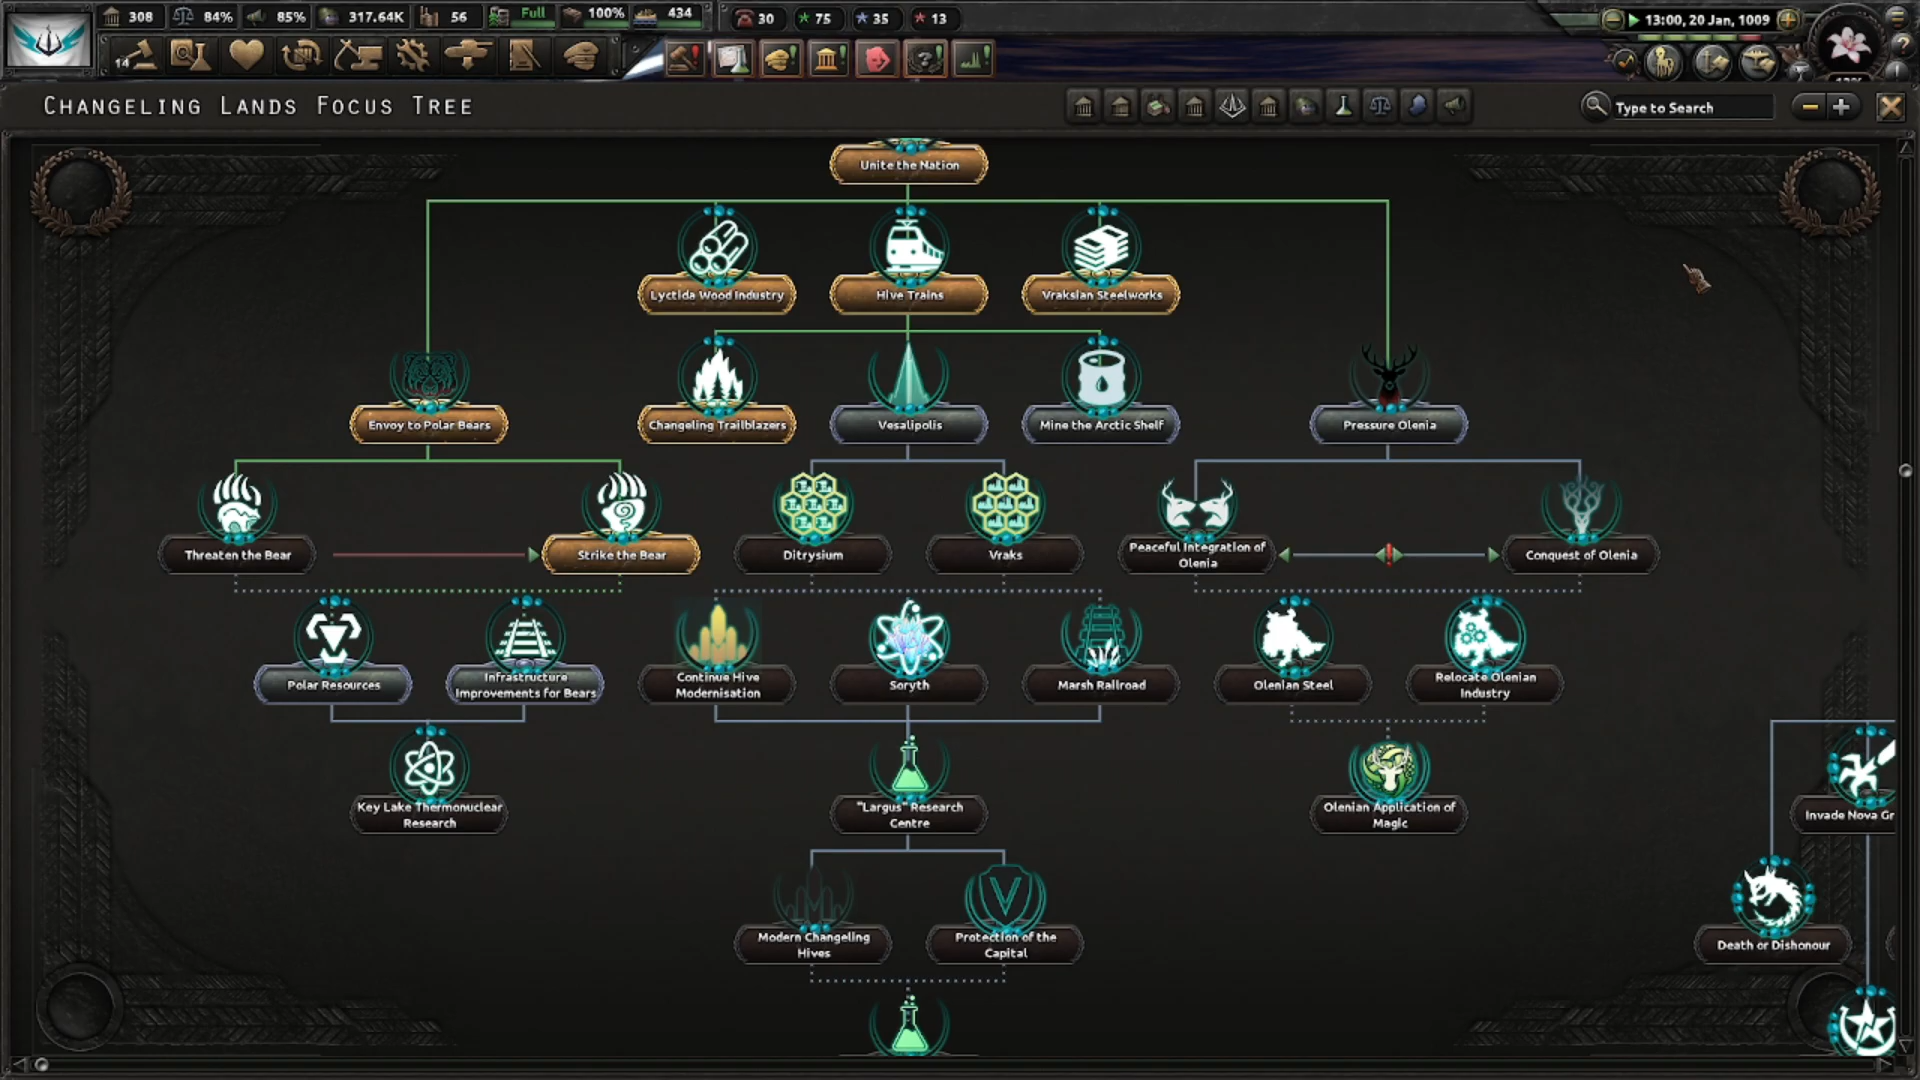 308
84%
85%
317.64K
56
Full
100%
434
30
75
35
13
13:00, 20 Jan, 1009
14
Changeling Lands Focus Tree
Type to Search
Unite the Nation
Lyctida Wood Industry
Hive Trains
Vraksian Steelworks
Envoy to Polar Bears
Changeling Trailblazers
Vesalipolis
Mine the Arctic Shelf
Pressure Olenia
Threaten the Bear
Strike the Bear
Ditrysium
Vraks
Peaceful Integration of
Olenia
Conquest of Olenia
Polar Resources
Infrastructure
Improvements for Bears
Continue Hive
Modernisation
Soryth
Marsh Railroad
Olenian Steel
Relocate Olenian
Industry
Key Lake Thermonuclear
Research
"Largus" Research
Centre
Olenian Application of
Magic
Invade Nova Gr
Modern Changeling
Hives
Protection of the
Capital
Death or Dishonour